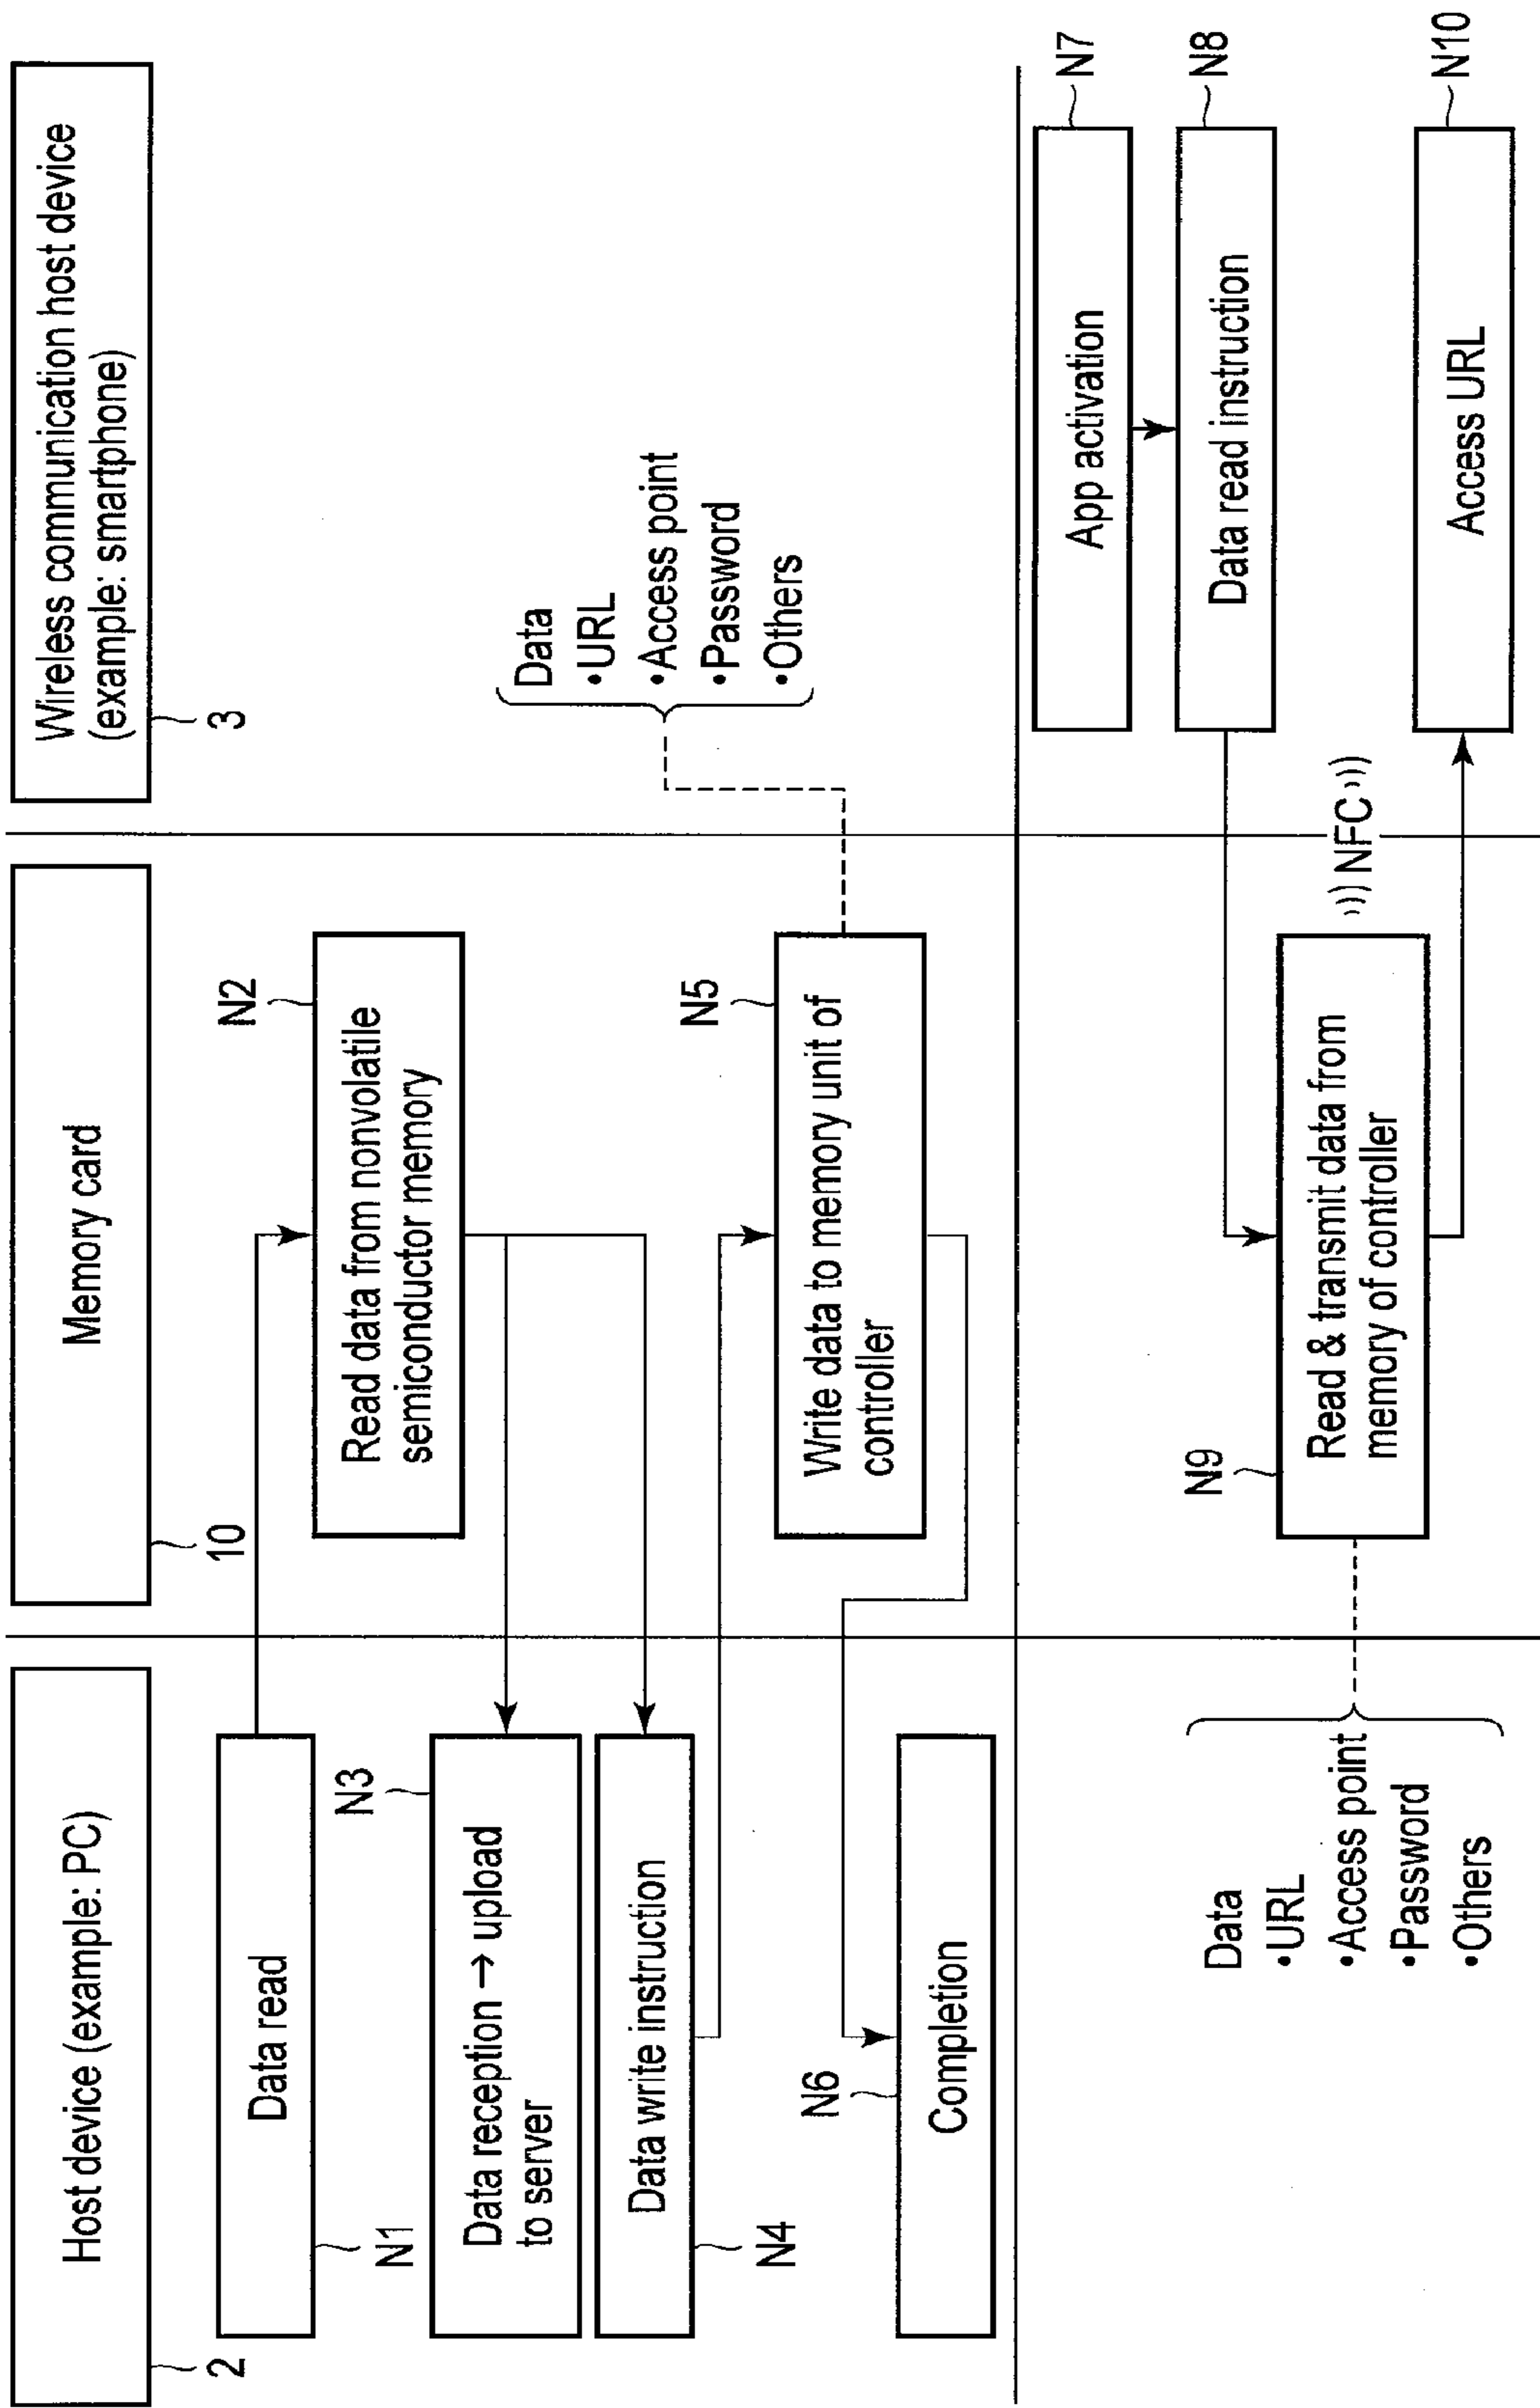 Host device (example: PC)
2
Memory card
10
Wireless communication host device
(example: smartphone)
3
Data read
N1
N2
Read data from nonvolatile
semiconductor memory
N3
Data reception → upload
to server
Data write instruction
N4
N5
Write data to memory unit of
controller
Data
•URL
•Access point
•Password
•Others
N6
Completion
App activation
N7
Data read instruction
N8
N9
Read & transmit data from
memory of controller
NFC
Data
•URL
•Access point
•Password
•Others
Access URL
N10